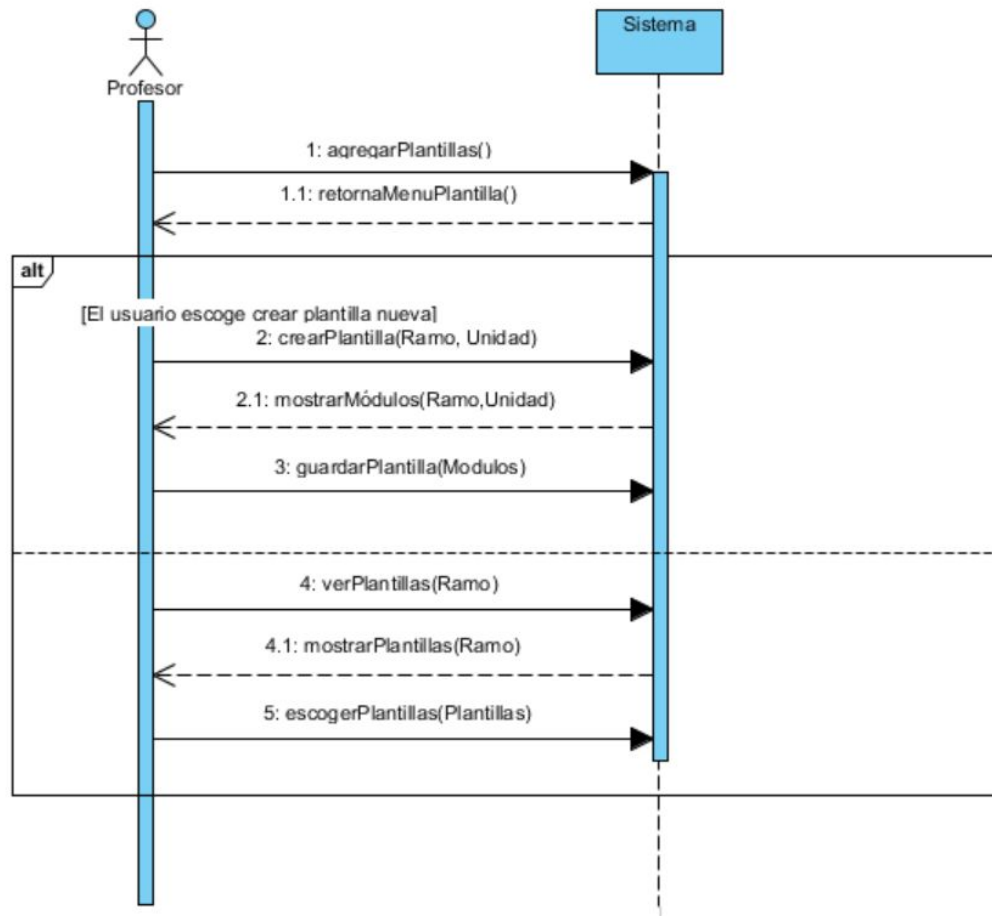 Sistema
Profesor
1: agregarPlantillas()
1.1: retornaMenuPlantilla()
alt
[El usuario escoge crear plantilla nueva]
2: crearPlantilla(Ramo, Unidad)
2.1: mostrarMódulos(Ramo,Unidad)
3: guardarPlantilla(Modulos)
4: verPlantillas(Ramo)
4.1: mostrarPlantillas(Ramo)
5: escogerPlantillas(Plantillas)